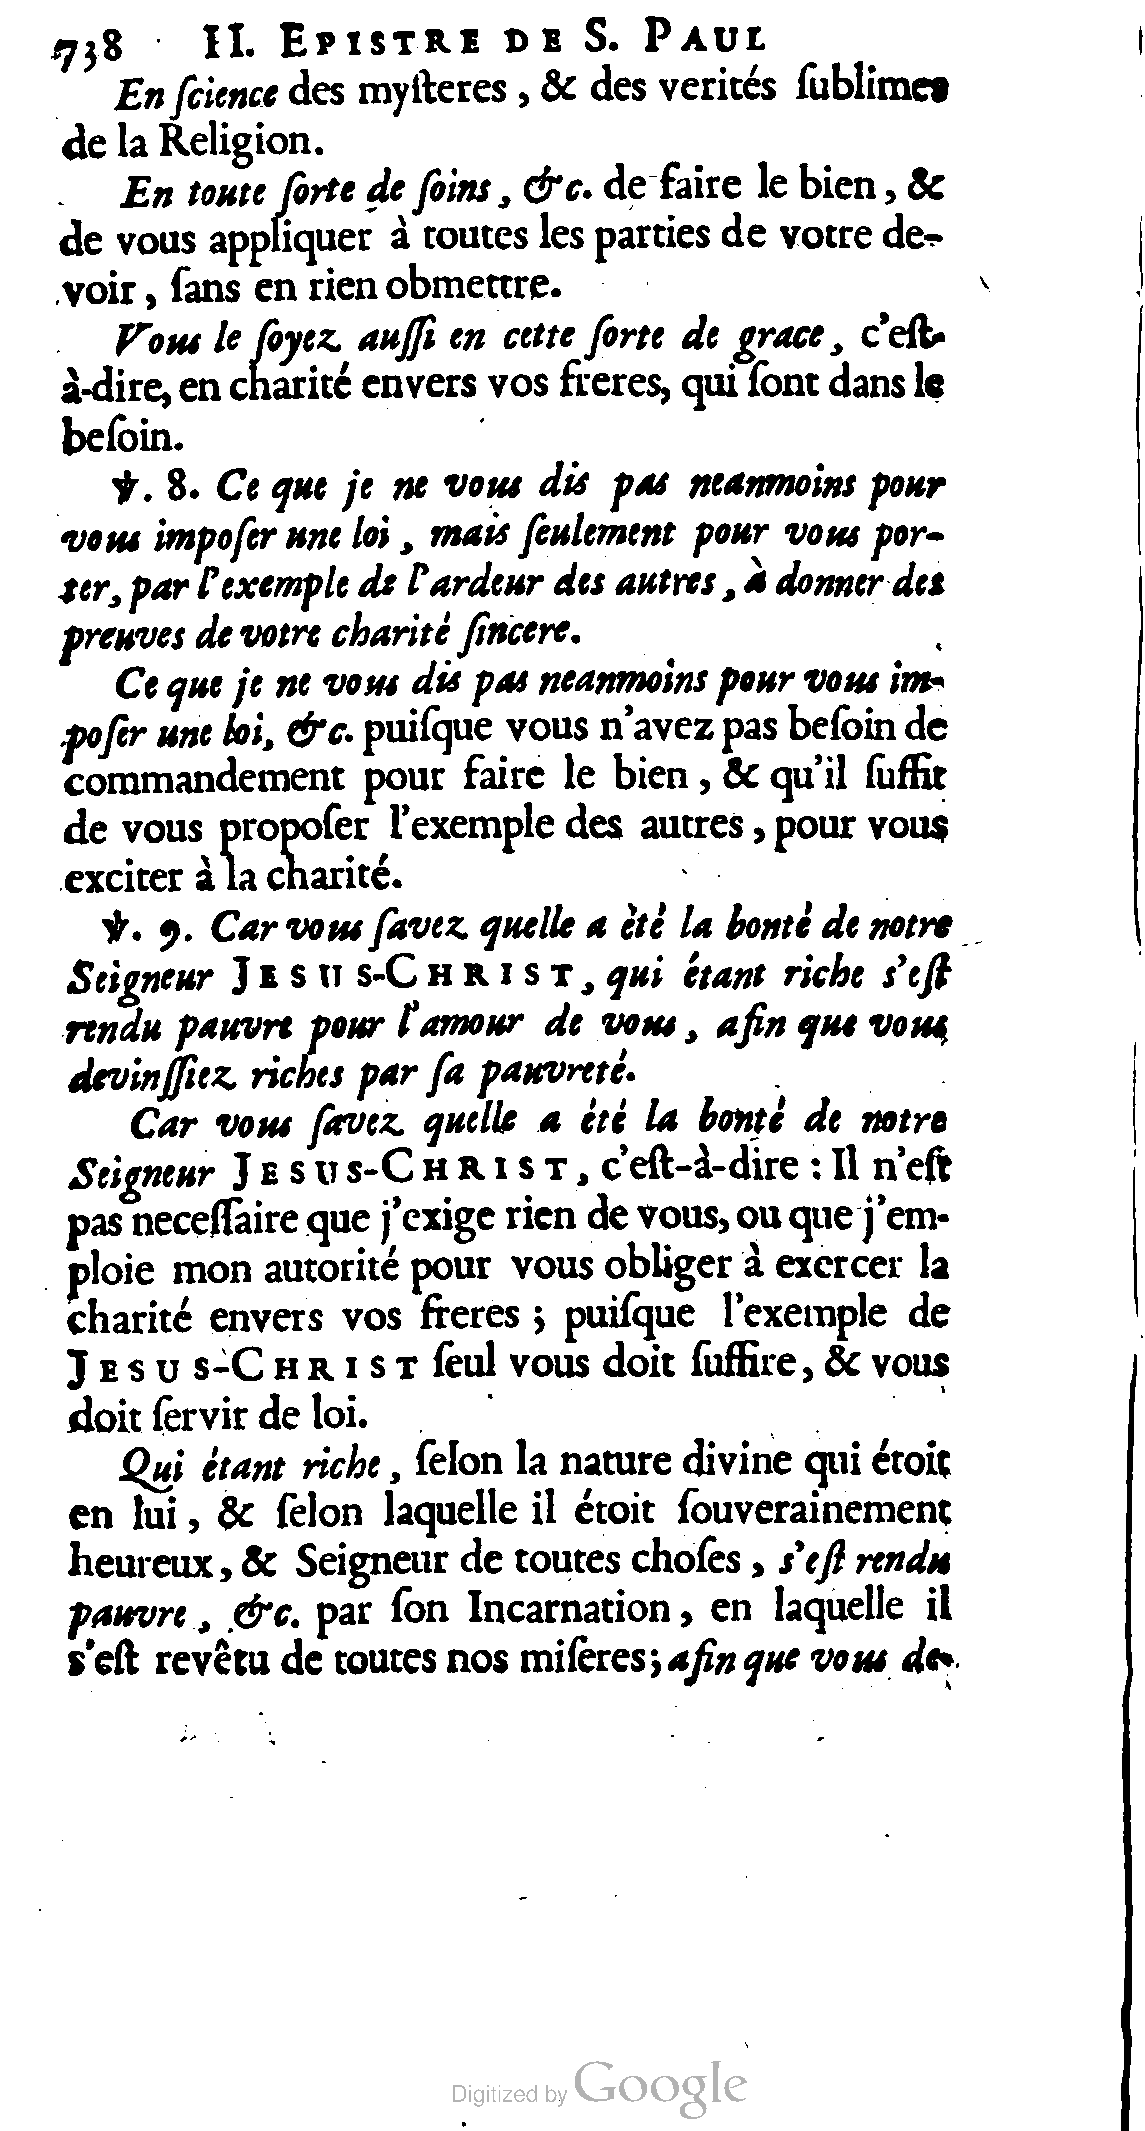 738 II. EPISTRE DE S. PAUL
En ſcience des myſteres, & des verités ſublimes
de la Religion.
En toute ſorte de ſoins, &c. de faire le bien, &
de vous appliquer à toutes les parties de votre de-
voir, ſans en rien obmettre.
Vous le ſoyez auſſi en cette ſorte de grace, c'eſt-
à-dire, en charité envers vos freres, qui ſont dans le
beſoin.
℣. 8. Ce que je ne vous dis pas neanmoins pour
vous impoſer une loi, mais ſeulement pour vous por-
ter, par l'exemple de l'ardeur des autres, à donner des
preuves de votre charité ſincere.
Ce que je ne vous dis pas neanmoins pour vous im-
poſer une loi, &c. puiſque vous n'avez pas beſoin de
commandement pour faire le bien, & qu'il ſuffit
de vous propoſer l'exemple des autres, pour vous
exciter à la charité.
℣. 9. Car vous ſavez quelle a èté la bonté de notre
Seigneur JESUS-CHRIST, qui étant riche s'eſt
rendu pauvre pour l'amour de vous, afin que vous
devinſſiez riches par ſa pauvreté.
Car vous ſavez quelle a été la bonté de notre
Seigneur JESUS-CHRIST, c'eſt-à-dire : Il n'eſt
pas neceſſaire que j'exige rien de vous, ou que j'em-
ploie mon autorité pour vous obliger à exercer la
charité envers vos freres ; puiſque l'exemple de
JESUS-CHRIST ſeul vous doit ſuffire, & vous
doit ſervir de loi.
Qui étant riche, ſelon la nature divine qui étoit
en lui, & ſelon laquelle il étoit ſouverainement
heureux, & Seigneur de toutes choſes, s'eſt rendu
pauvre, &c. par ſon Incarnation, en laquelle il
s'eſt revêtu de toutes nos miſeres; afin que vous de-
Digitized by Google